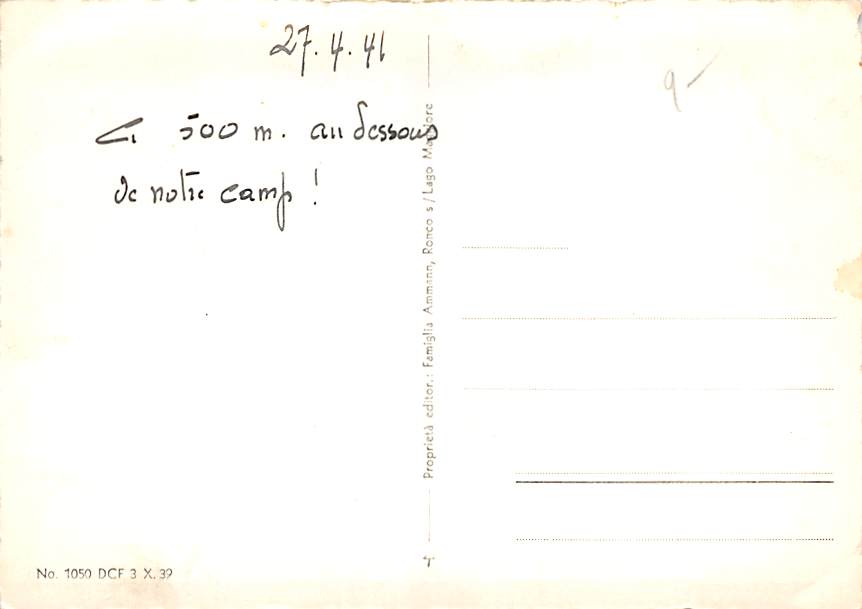 27.4.41
à 500 m. au dessous
de notre camp !
9-
Proprietà editor.: Famiglia Ammann, Ronco s/Lago Maggiore
No. 1050 DCF 3 X. 39